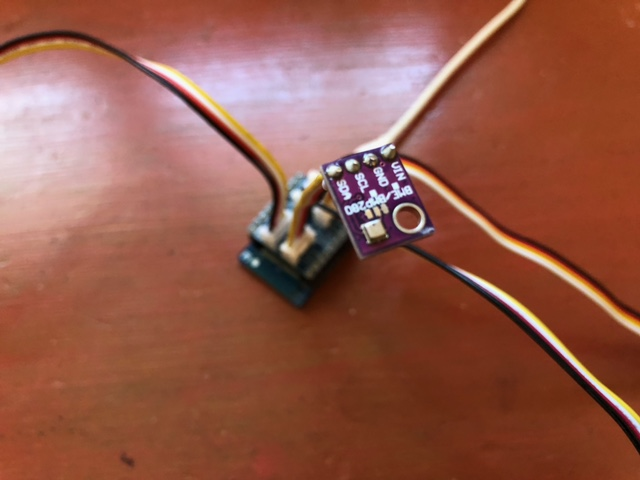 VIN
GND
SCL
SDA
BME/BMP280